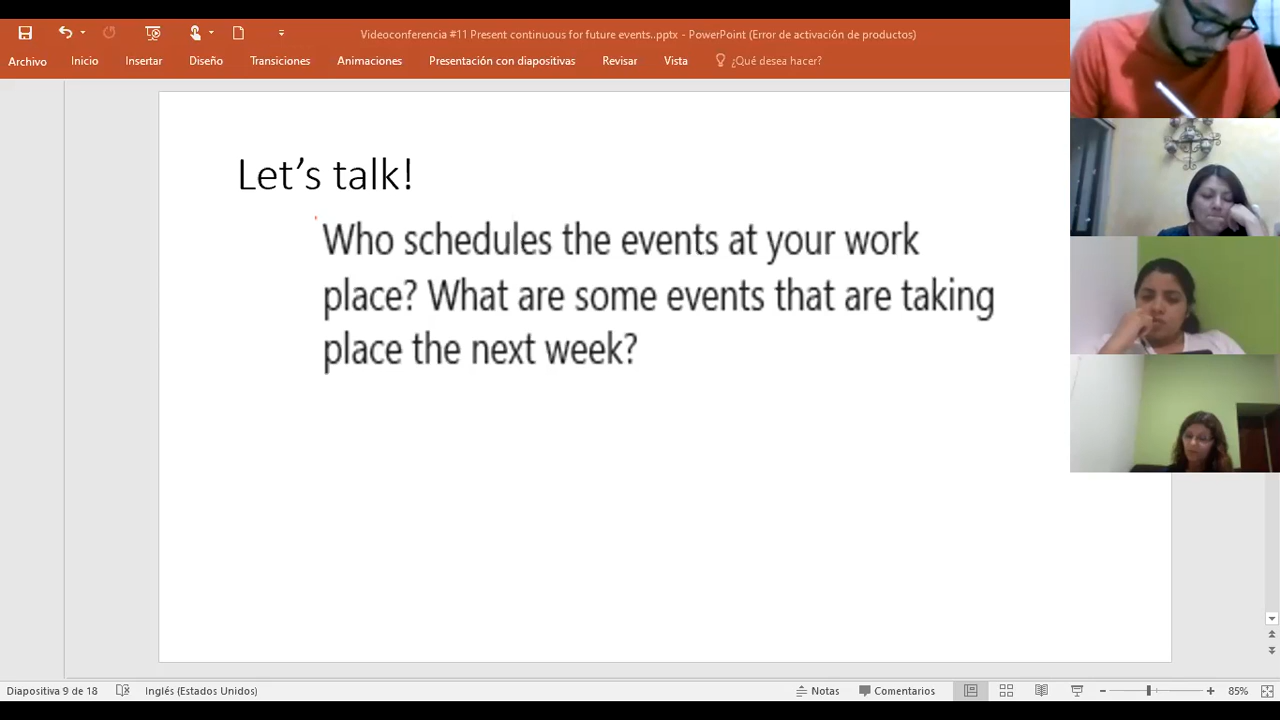 Videoconferencia #11 Present continuous for future events..pptx - PowerPoint (Error de activación de productos)
Archivo Inicio Insertar Diseño Transiciones Animaciones Presentación con diapositivas Revisar Vista ¿Qué desea hacer?
Let's talk!
Who schedules the events at your work
place? What are some events that are taking
place the next week?
Diapositiva 9 de 18 Inglés (Estados Unidos) Notas Comentarios 85%